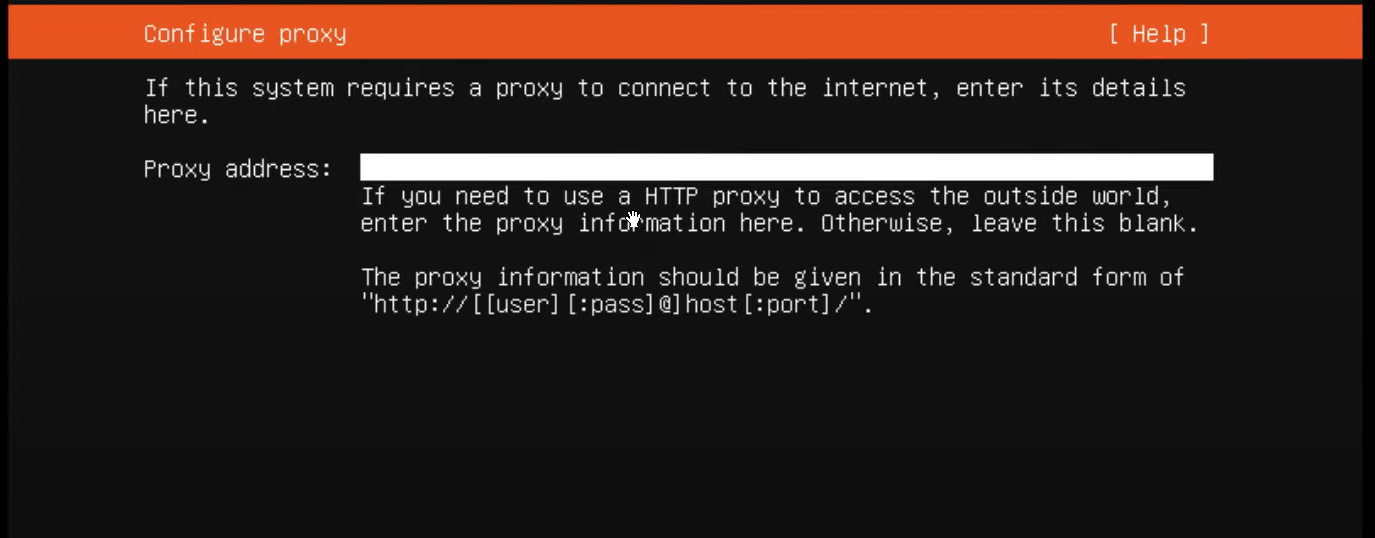 Configure proxy [ Help ]
If this system requires a proxy to connect to the internet, enter its details
here.
Proxy address:
If you need to use a HTTP proxy to access the outside world,
enter the proxy information here. Otherwise, leave this blank.
The proxy information should be given in the standard form of
"http://[[user][:pass]@]host[:port]/".